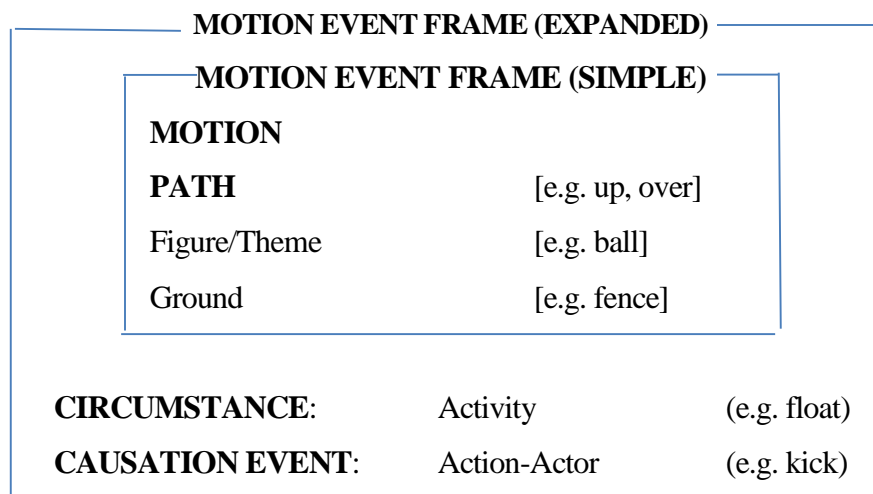 MOTION EVENT FRAME (EXPANDED)
MOTION EVENT FRAME (SIMPLE)
MOTION
PATH [e.g. up, over]
Figure/Theme [e.g. ball]
Ground [e.g. fence]
CIRCUMSTANCE: Activity (e.g. float)
CAUSATION EVENT: Action-Actor (e.g. kick)